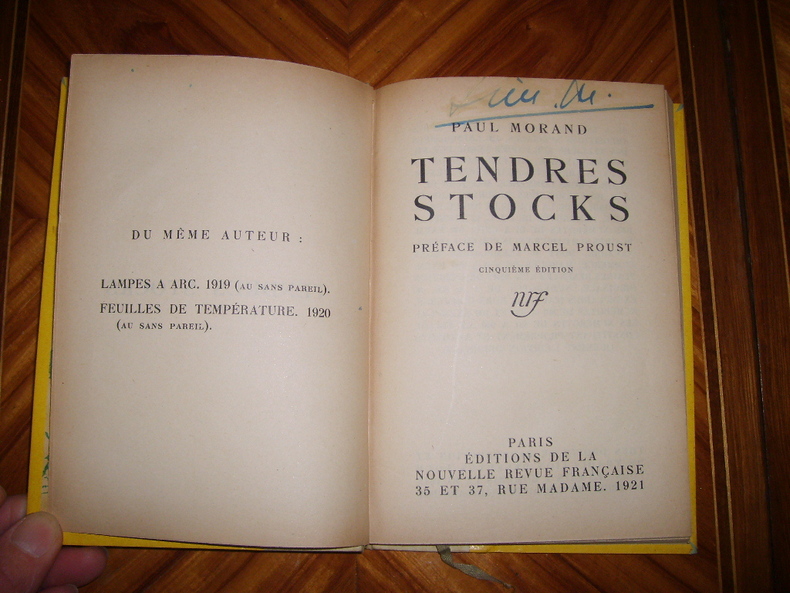 DU MÊME AUTEUR :
LAMPES A ARC. 1919 (AU SANS PAREIL).
FEUILLES DE TEMPÉRATURE. 1920
(AU SANS PAREIL).
PAUL MORAND
TENDRES
STOCKS
PRÉFACE DE MARCEL PROUST
CINQUIÈME ÉDITION
nrf
PARIS
ÉDITIONS DE LA
NOUVELLE REVUE FRANÇAISE
35 ET 37, RUE MADAME. 1921